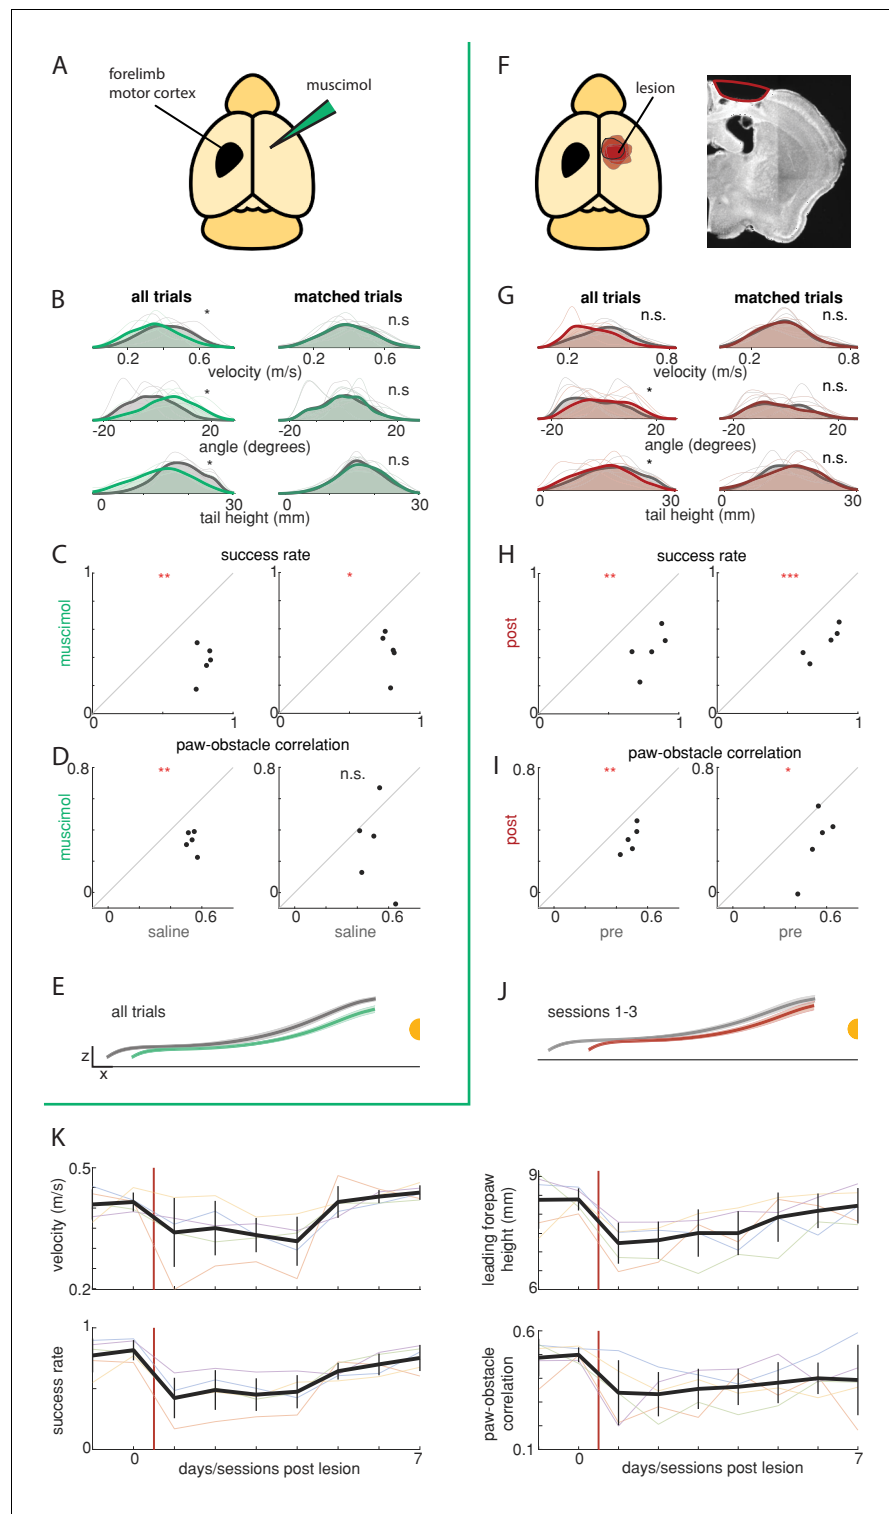 A
forelimb
motor cortex
muscimol
B
all trials
matched trials
*
n.s
0.2
0.6
0.2
0.6
velocity (m/s)
*
n.s
-20
20
-20
20
angle (degrees)
*
n.s
0
30
0
30
tail height (mm)
C
success rate
1
**
1
*
muscimol
0
0
1
0
0
1
D
paw-obstacle correlation
0.8
**
0.8
n.s.
muscimol
0
0
0
0.6
0
0.6
saline
saline
E
all trials
z
x
F
lesion
G
all trials
matched trials
n.s.
n.s.
0.2
0.8
0.2
0.8
velocity (m/s)
*
n.s.
-20
20
-20
20
angle (degrees)
*
n.s.
0
30
0
30
tail height (mm)
H
success rate
1
**
1
***
post
0
0
1
0
0
1
I
paw-obstacle correlation
0.8
**
0.8
*
post
0
0
0
0.6
0
0.6
pre
pre
J
sessions 1-3
K
0.5
velocity (m/s)
0.2
9
leading forepaw
height (mm)
6
1
success rate
0
0
7
days/sessions post lesion
0.6
paw-obstacle
correlation
0.1
0
7
days/sessions post lesion